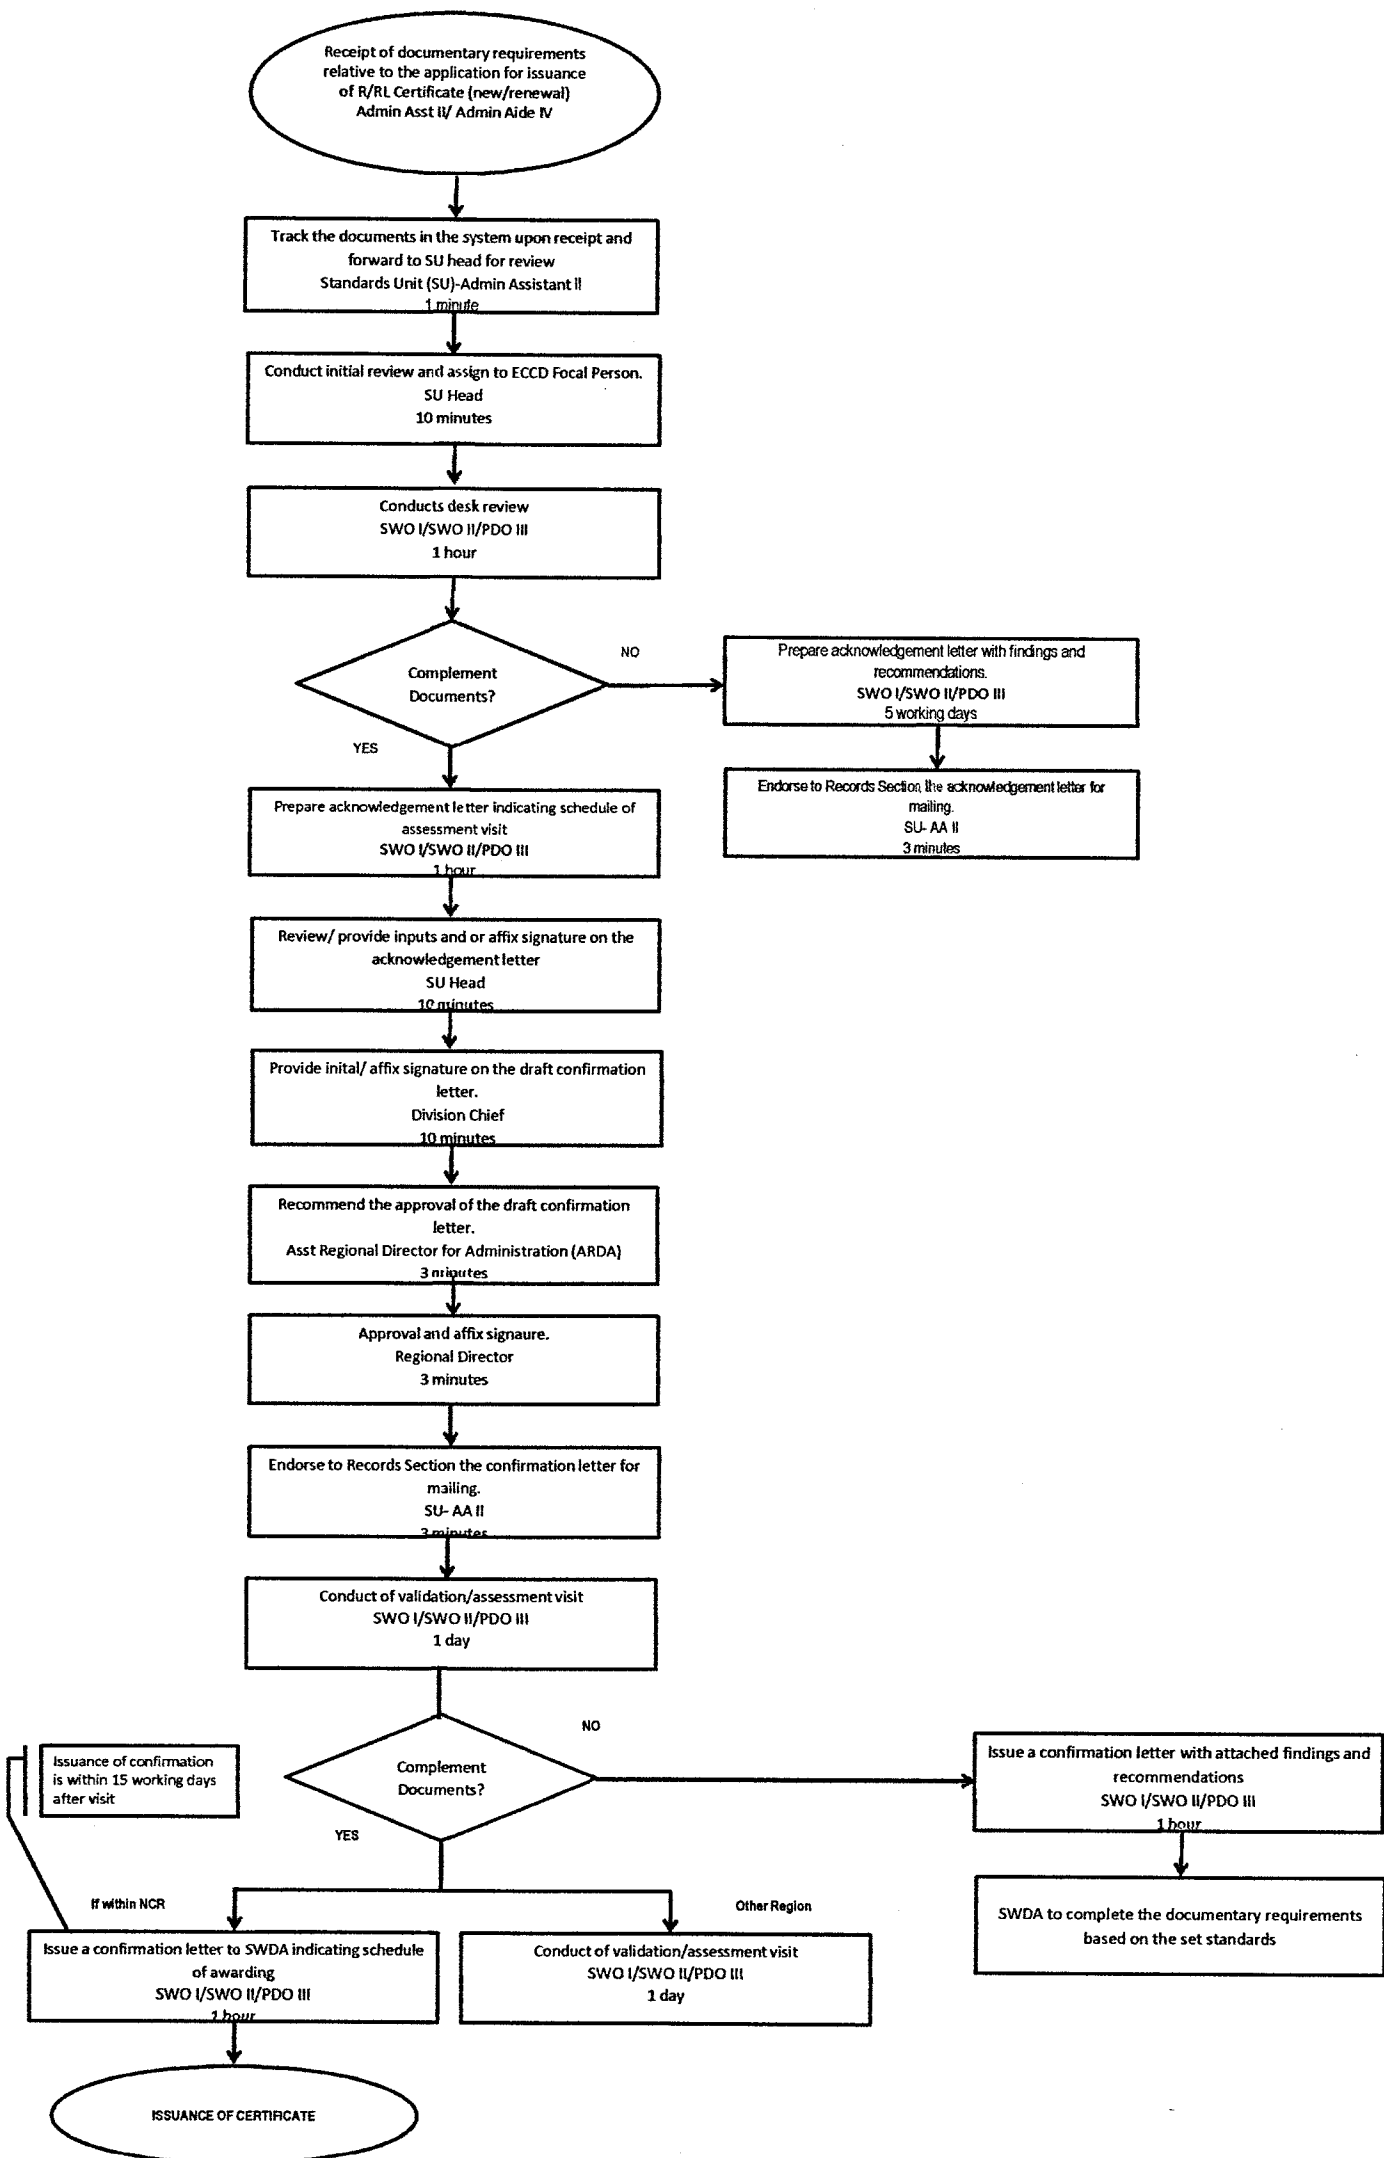 Receipt of documentary requirements
relative to the application for issuance
of R/RL Certificate (new/renewal)
Admin Asst II/ Admin Aide IV
Track the documents in the system upon receipt and
forward to SU head for review
Standards Unit (SU)-Admin Assistant II
1 minute
Conduct initial review and assign to ECCD Focal Person.
SU Head
10 minutes
Conducts desk review
SWO I/SWO II/PDO III
1 hour
Complement
Documents?
NO
Prepare acknowledgement letter with findings and
recommendations.
SWO I/SWO II/PDO III
5 working days
YES
Endorse to Records Section the acknowledgement letter for
mailing.
SU- AA II
3 minutes
Prepare acknowledgement letter indicating schedule of
assessment visit
SWO I/SWO II/PDO III
1 hour
Review/ provide inputs and or affix signature on the
acknowledgement letter
SU Head
10 minutes
Provide inital/ affix signature on the draft confirmation
letter.
Division Chief
10 minutes
Recommend the approval of the draft confirmation
letter.
Asst Regional Director for Administration (ARDA)
3 minutes
Approval and affix signaure.
Regional Director
3 minutes
Endorse to Records Section the confirmation letter for
mailing.
SU- AA II
3 minutes
Conduct of validation/assessment visit
SWO I/SWO II/PDO III
1 day
Complement
Documents?
NO
Issue a confirmation letter with attached findings and
recommendations
SWO I/SWO II/PDO III
1 hour
Issuance of confirmation
is within 15 working days
after visit
YES
If within NCR
Other Region
SWDA to complete the documentary requirements
based on the set standards
Issue a confirmation letter to SWDA indicating schedule
of awarding
SWO I/SWO II/PDO III
1 hour
Conduct of validation/assessment visit
SWO I/SWO II/PDO III
1 day
ISSUANCE OF CERTIFICATE